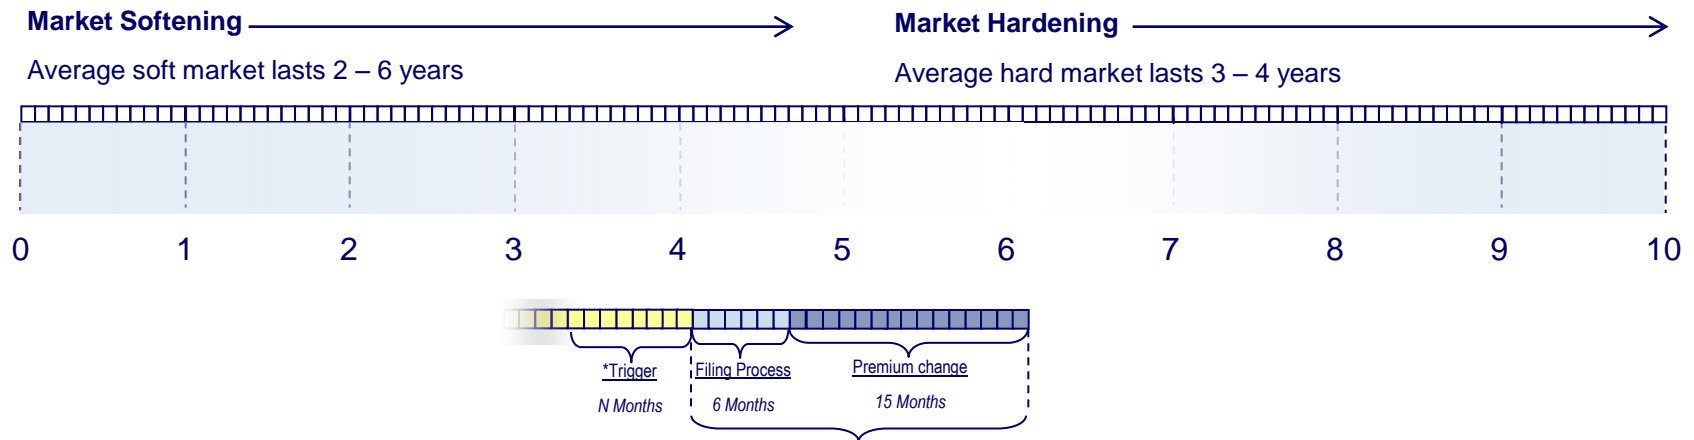 Market Softening
Market Hardening
Average soft market lasts 2 – 6 years
Average hard market lasts 3 – 4 years
0 1 2 3 4 5 6 7 8 9 10
*Trigger
Filing Process
Premium change
N Months
6 Months
15 Months